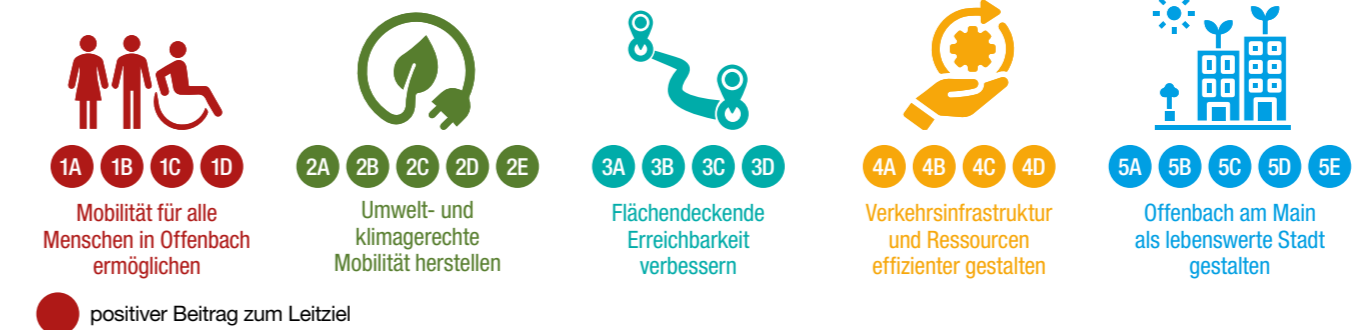 1A 1B 1C 1D
Mobilität für alle
Menschen in Offenbach
ermöglichen
2A 2B 2C 2D 2E
Umwelt- und
klimagerechte
Mobilität herstellen
3A 3B 3C 3D
Flächendeckende
Erreichbarkeit
verbessern
4A 4B 4C 4D
Verkehrsinfrastruktur
und Ressourcen
effizienter gestalten
5A 5B 5C 5D 5E
Offenbach am Main
als lebenswerte Stadt
gestalten
positiver Beitrag zum Leitziel